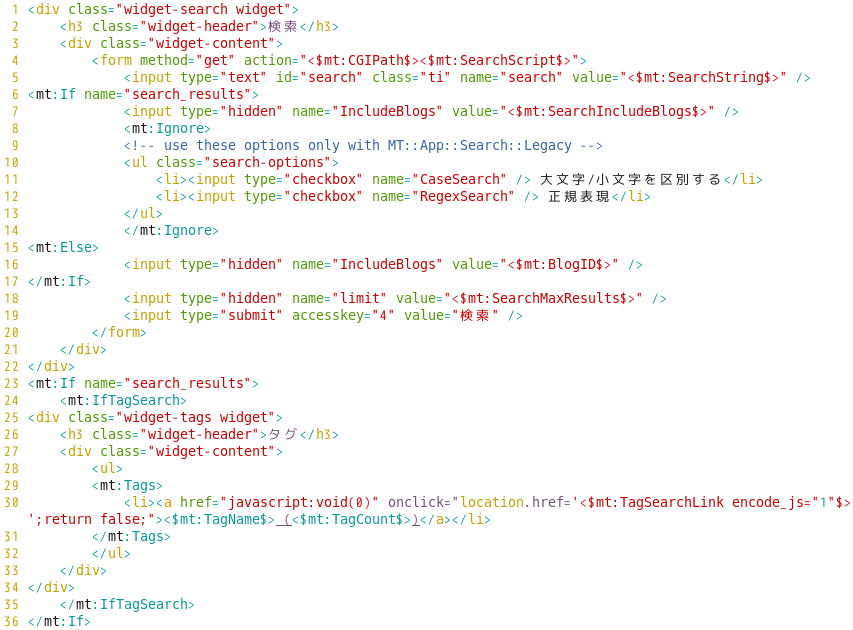 1 <div class="widget-search widget">
2     <h3 class="widget-header">検索</h3>
3     <div class="widget-content">
4         <form method="get" action="<$mt:CGIPath$><$mt:SearchScript$>">
5             <input type="text" id="search" class="ti" name="search" value="<$mt:SearchString$>" />
6 <mt:If name="search_results">
7             <input type="hidden" name="IncludeBlogs" value="<$mt:SearchIncludeBlogs$>" />
8             <mt:Ignore>
9             <!-- use these options only with MT::App::Search::Legacy -->
10             <ul class="search-options">
11                 <li><input type="checkbox" name="CaseSearch" /> 大文字/小文字を区別する</li>
12                 <li><input type="checkbox" name="RegexSearch" /> 正規表現</li>
13             </ul>
14             </mt:Ignore>
15 <mt:Else>
16             <input type="hidden" name="IncludeBlogs" value="<$mt:BlogID$>" />
17 </mt:If>
18             <input type="hidden" name="limit" value="<$mt:SearchMaxResults$>" />
19             <input type="submit" accesskey="4" value="検索" />
20         </form>
21     </div>
22 </div>
23 <mt:If name="search_results">
24     <mt:IfTagSearch>
25 <div class="widget-tags widget">
26     <h3 class="widget-header">タグ</h3>
27     <div class="widget-content">
28         <ul>
29         <mt:Tags>
30             <li><a href="javascript:void(0)" onclick="location.href='<$mt:TagSearchLink encode_js="1"$>
';return false;"><$mt:TagName$> (<$mt:TagCount$>)</a></li>
31         </mt:Tags>
32         </ul>
33     </div>
34 </div>
35     </mt:IfTagSearch>
36 </mt:If>